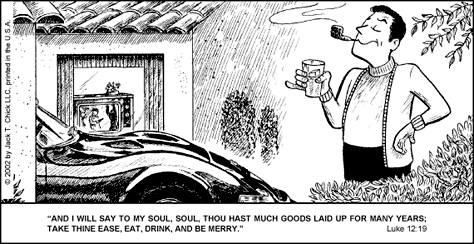 © 2002 by Jack T. Chick LLC, printed in the U.S.A.
"AND I WILL SAY TO MY SOUL, SOUL, THOU HAST MUCH GOODS LAID UP FOR MANY YEARS;
TAKE THINE EASE, EAT, DRINK, AND BE MERRY." Luke 12:19